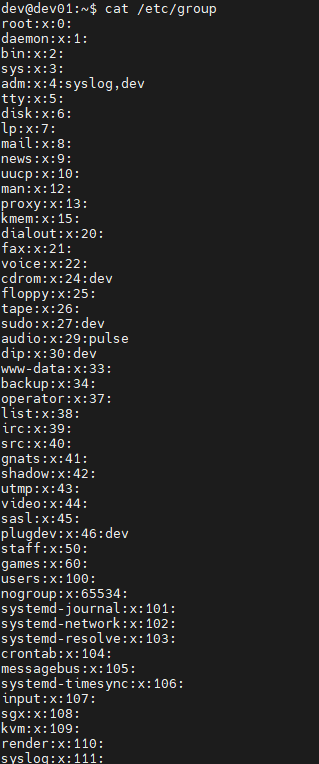 dev@dev01:~$ cat /etc/group
root:x:0:
daemon:x:1:
bin:x:2:
sys:x:3:
adm:x:4:syslog,dev
tty:x:5:
disk:x:6:
lp:x:7:
mail:x:8:
news:x:9:
uucp:x:10:
man:x:12:
proxy:x:13:
kmem:x:15:
dialout:x:20:
fax:x:21:
voice:x:22:
cdrom:x:24:dev
floppy:x:25:
tape:x:26:
sudo:x:27:dev
audio:x:29:pulse
dip:x:30:dev
www-data:x:33:
backup:x:34:
operator:x:37:
list:x:38:
irc:x:39:
src:x:40:
gnats:x:41:
shadow:x:42:
utmp:x:43:
video:x:44:
sasl:x:45:
plugdev:x:46:dev
staff:x:50:
games:x:60:
users:x:100:
nogroup:x:65534:
systemd-journal:x:101:
systemd-network:x:102:
systemd-resolve:x:103:
crontab:x:104:
messagebus:x:105:
systemd-timesync:x:106:
input:x:107:
sgx:x:108:
kvm:x:109:
render:x:110:
syslog:x:111: